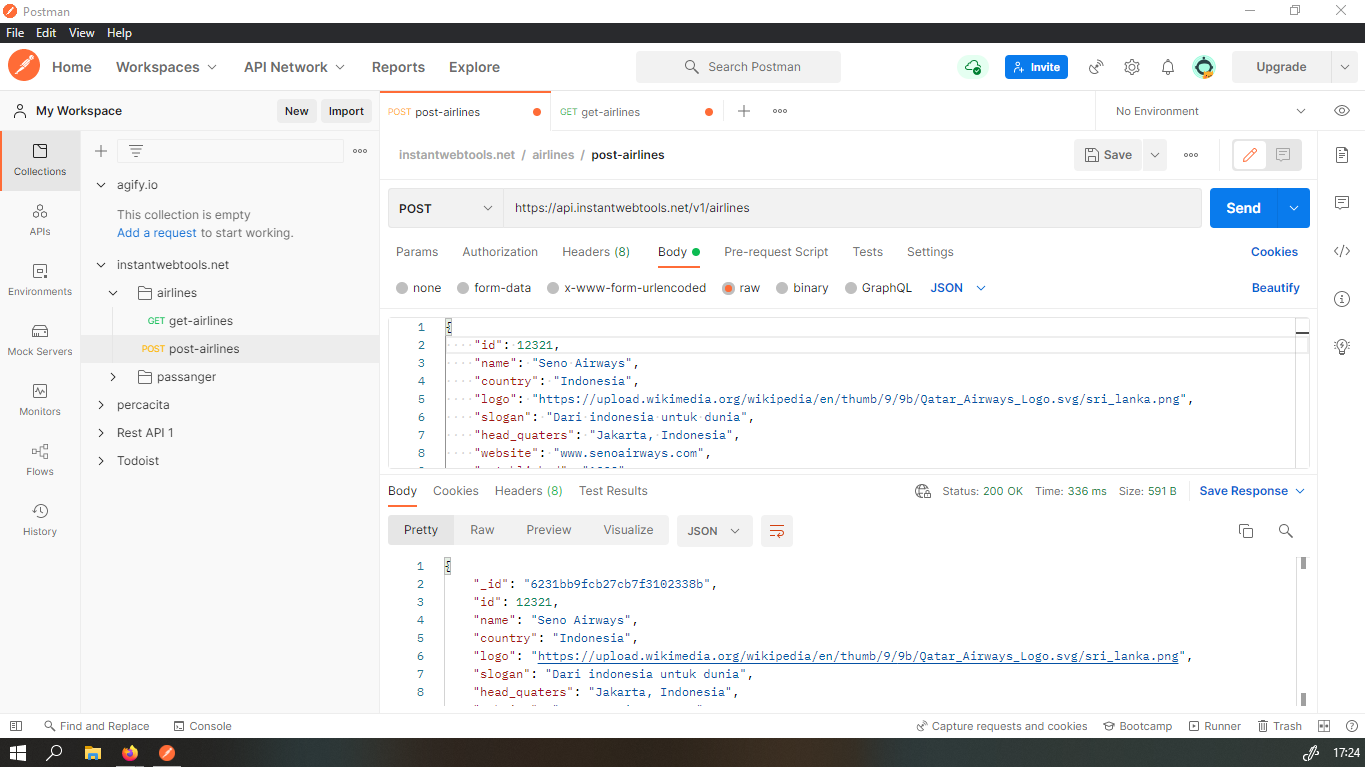 Postman
File Edit View Help
Home Workspaces API Network Reports Explore Search Postman Invite Upgrade
My Workspace New Import
POST post-airlines GET get-airlines No Environment
Collections
APIs
Environments
Mock Servers
Monitors
Flows
History
agify.io
This collection is empty
Add a request to start working.
instantwebtools.net
airlines
GET get-airlines
POST post-airlines
passanger
percacita
Rest API 1
Todoist
instantwebtools.net / airlines / post-airlines Save
POST https://api.instantwebtools.net/v1/airlines Send
Params Authorization Headers (8) Body Pre-request Script Tests Settings Cookies
none form-data x-www-form-urlencoded raw binary GraphQL JSON Beautify
1 {
2 "id": 12321,
3 "name": "Seno Airways",
4 "country": "Indonesia",
5 "logo": "https://upload.wikimedia.org/wikipedia/en/thumb/9/9b/Qatar_Airways_Logo.svg/sri_lanka.png",
6 "slogan": "Dari indonesia untuk dunia",
7 "head_quaters": "Jakarta, Indonesia",
8 "website": "www.senoairways.com",
Body Cookies Headers (8) Test Results Status: 200 OK Time: 336 ms Size: 591 B Save Response
Pretty Raw Preview Visualize JSON
1 {
2 "_id": "6231bb9fcb27cb7f3102338b",
3 "id": 12321,
4 "name": "Seno Airways",
5 "country": "Indonesia",
6 "logo": "https://upload.wikimedia.org/wikipedia/en/thumb/9/9b/Qatar_Airways_Logo.svg/sri_lanka.png",
7 "slogan": "Dari indonesia untuk dunia",
8 "head_quaters": "Jakarta, Indonesia",
Find and Replace Console Capture requests and cookies Bootcamp Runner Trash
17:24